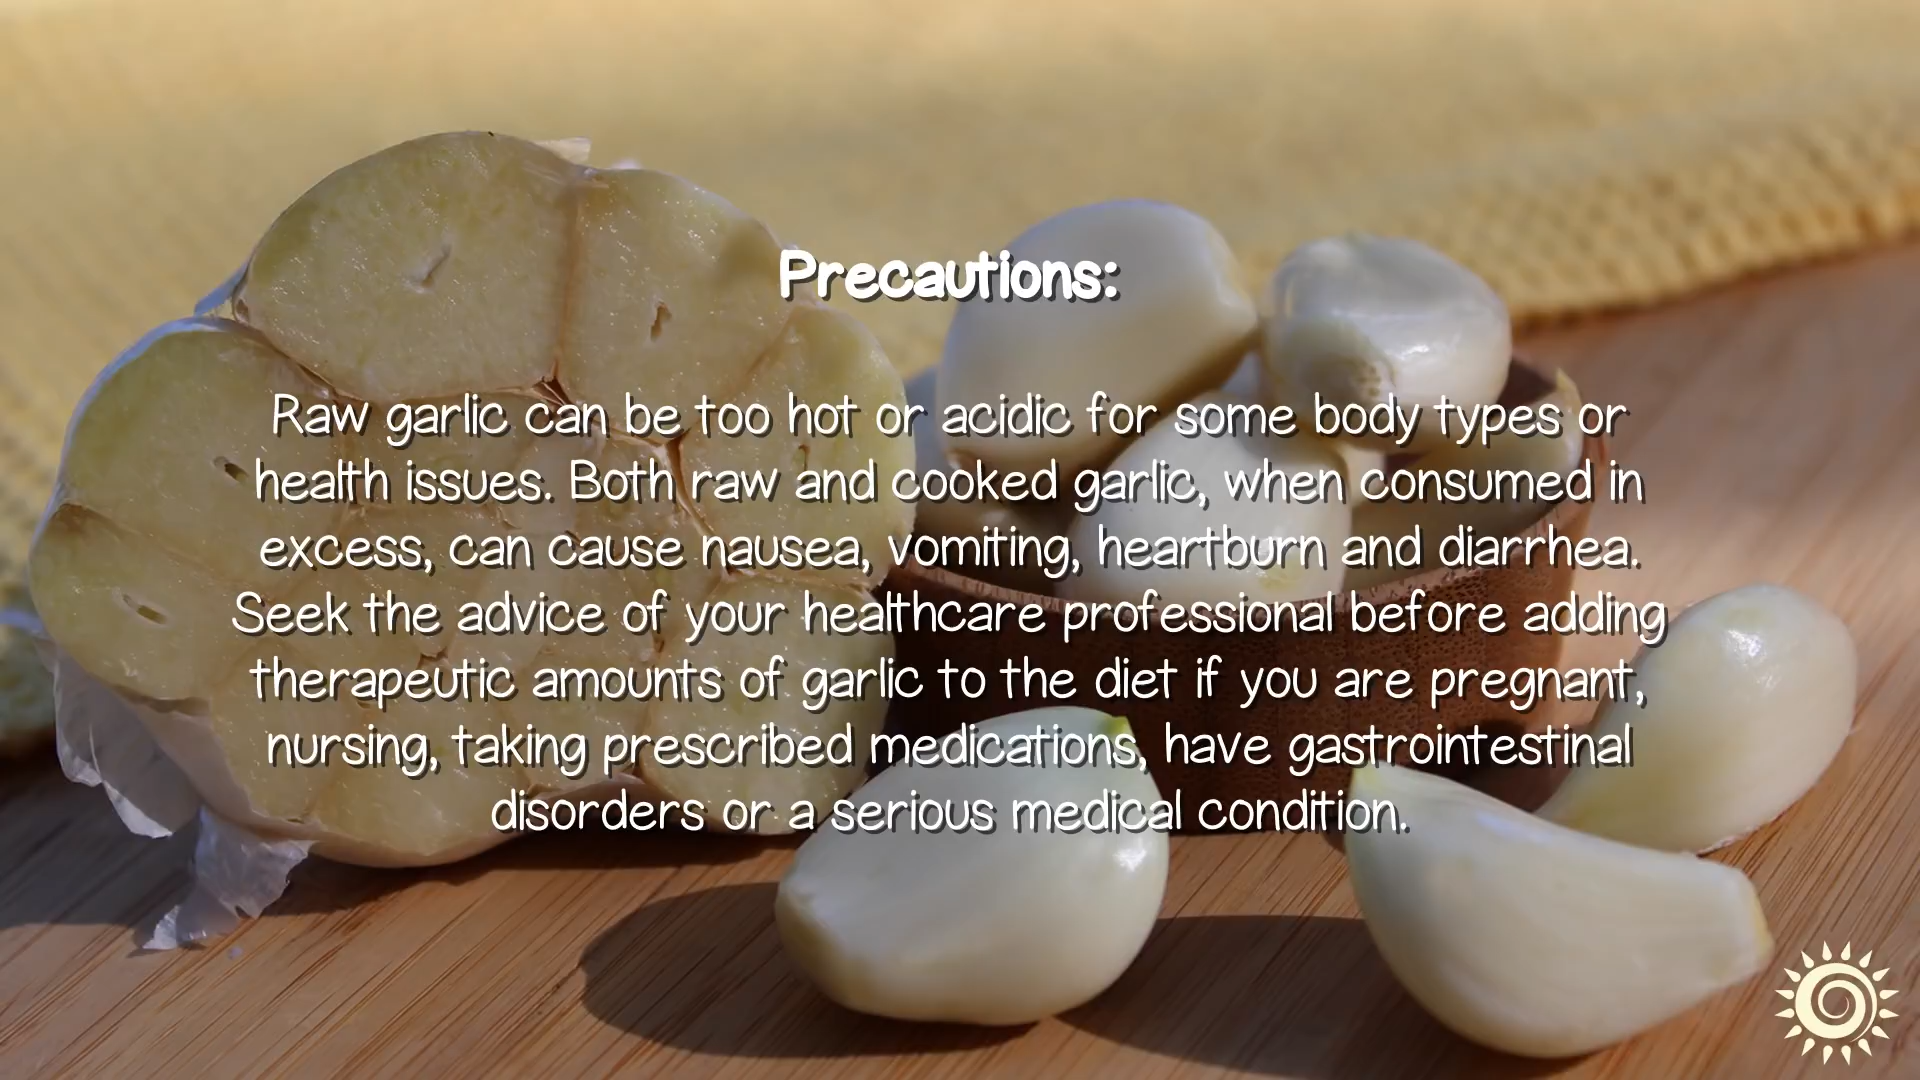 Precautions:
Raw garlic can be too hot or acidic for some body types or
health issues. Both raw and cooked garlic, when consumed in
excess, can cause nausea, vomiting, heartburn and diarrhea.
Seek the advice of your healthcare professional before adding
therapeutic amounts of garlic to the diet if you are pregnant,
nursing, taking prescribed medications, have gastrointestinal
disorders or a serious medical condition.